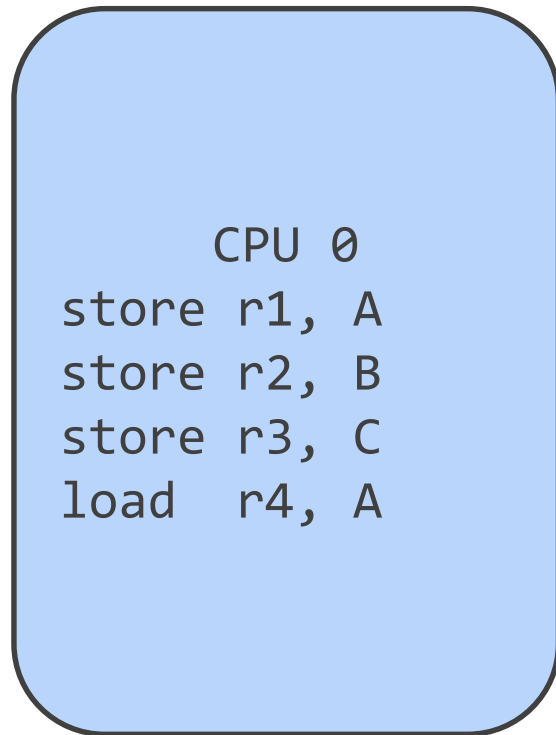 CPU 0
store r1, A
store r2, B
store r3, C
load  r4, A